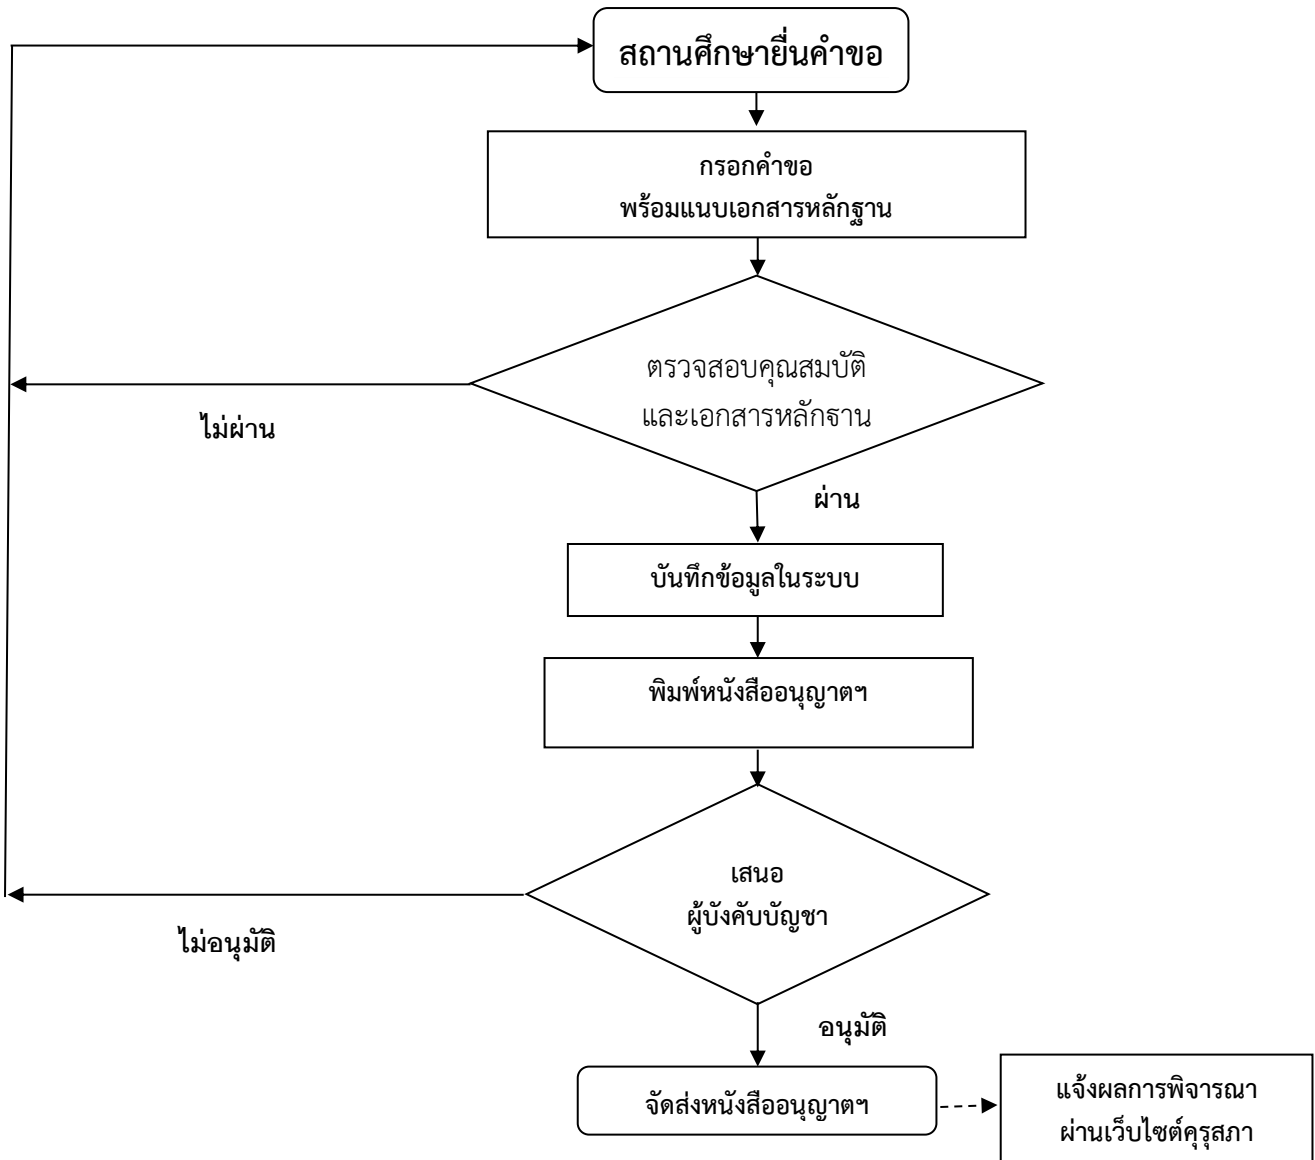 สถานศึกษายื่นคำขอ
กรอกคำขอ
พร้อมแนบเอกสารหลักฐาน
ตรวจสอบคุณสมบัติ
และเอกสารหลักฐาน
ไม่ผ่าน
ผ่าน
บันทึกข้อมูลในระบบ
พิมพ์หนังสืออนุญาตฯ
เสนอ
ผู้บังคับบัญชา
ไม่อนุมัติ
อนุมัติ
จัดส่งหนังสืออนุญาตฯ
แจ้งผลการพิจารณา
ผ่านเว็บไซต์คุรุสภา